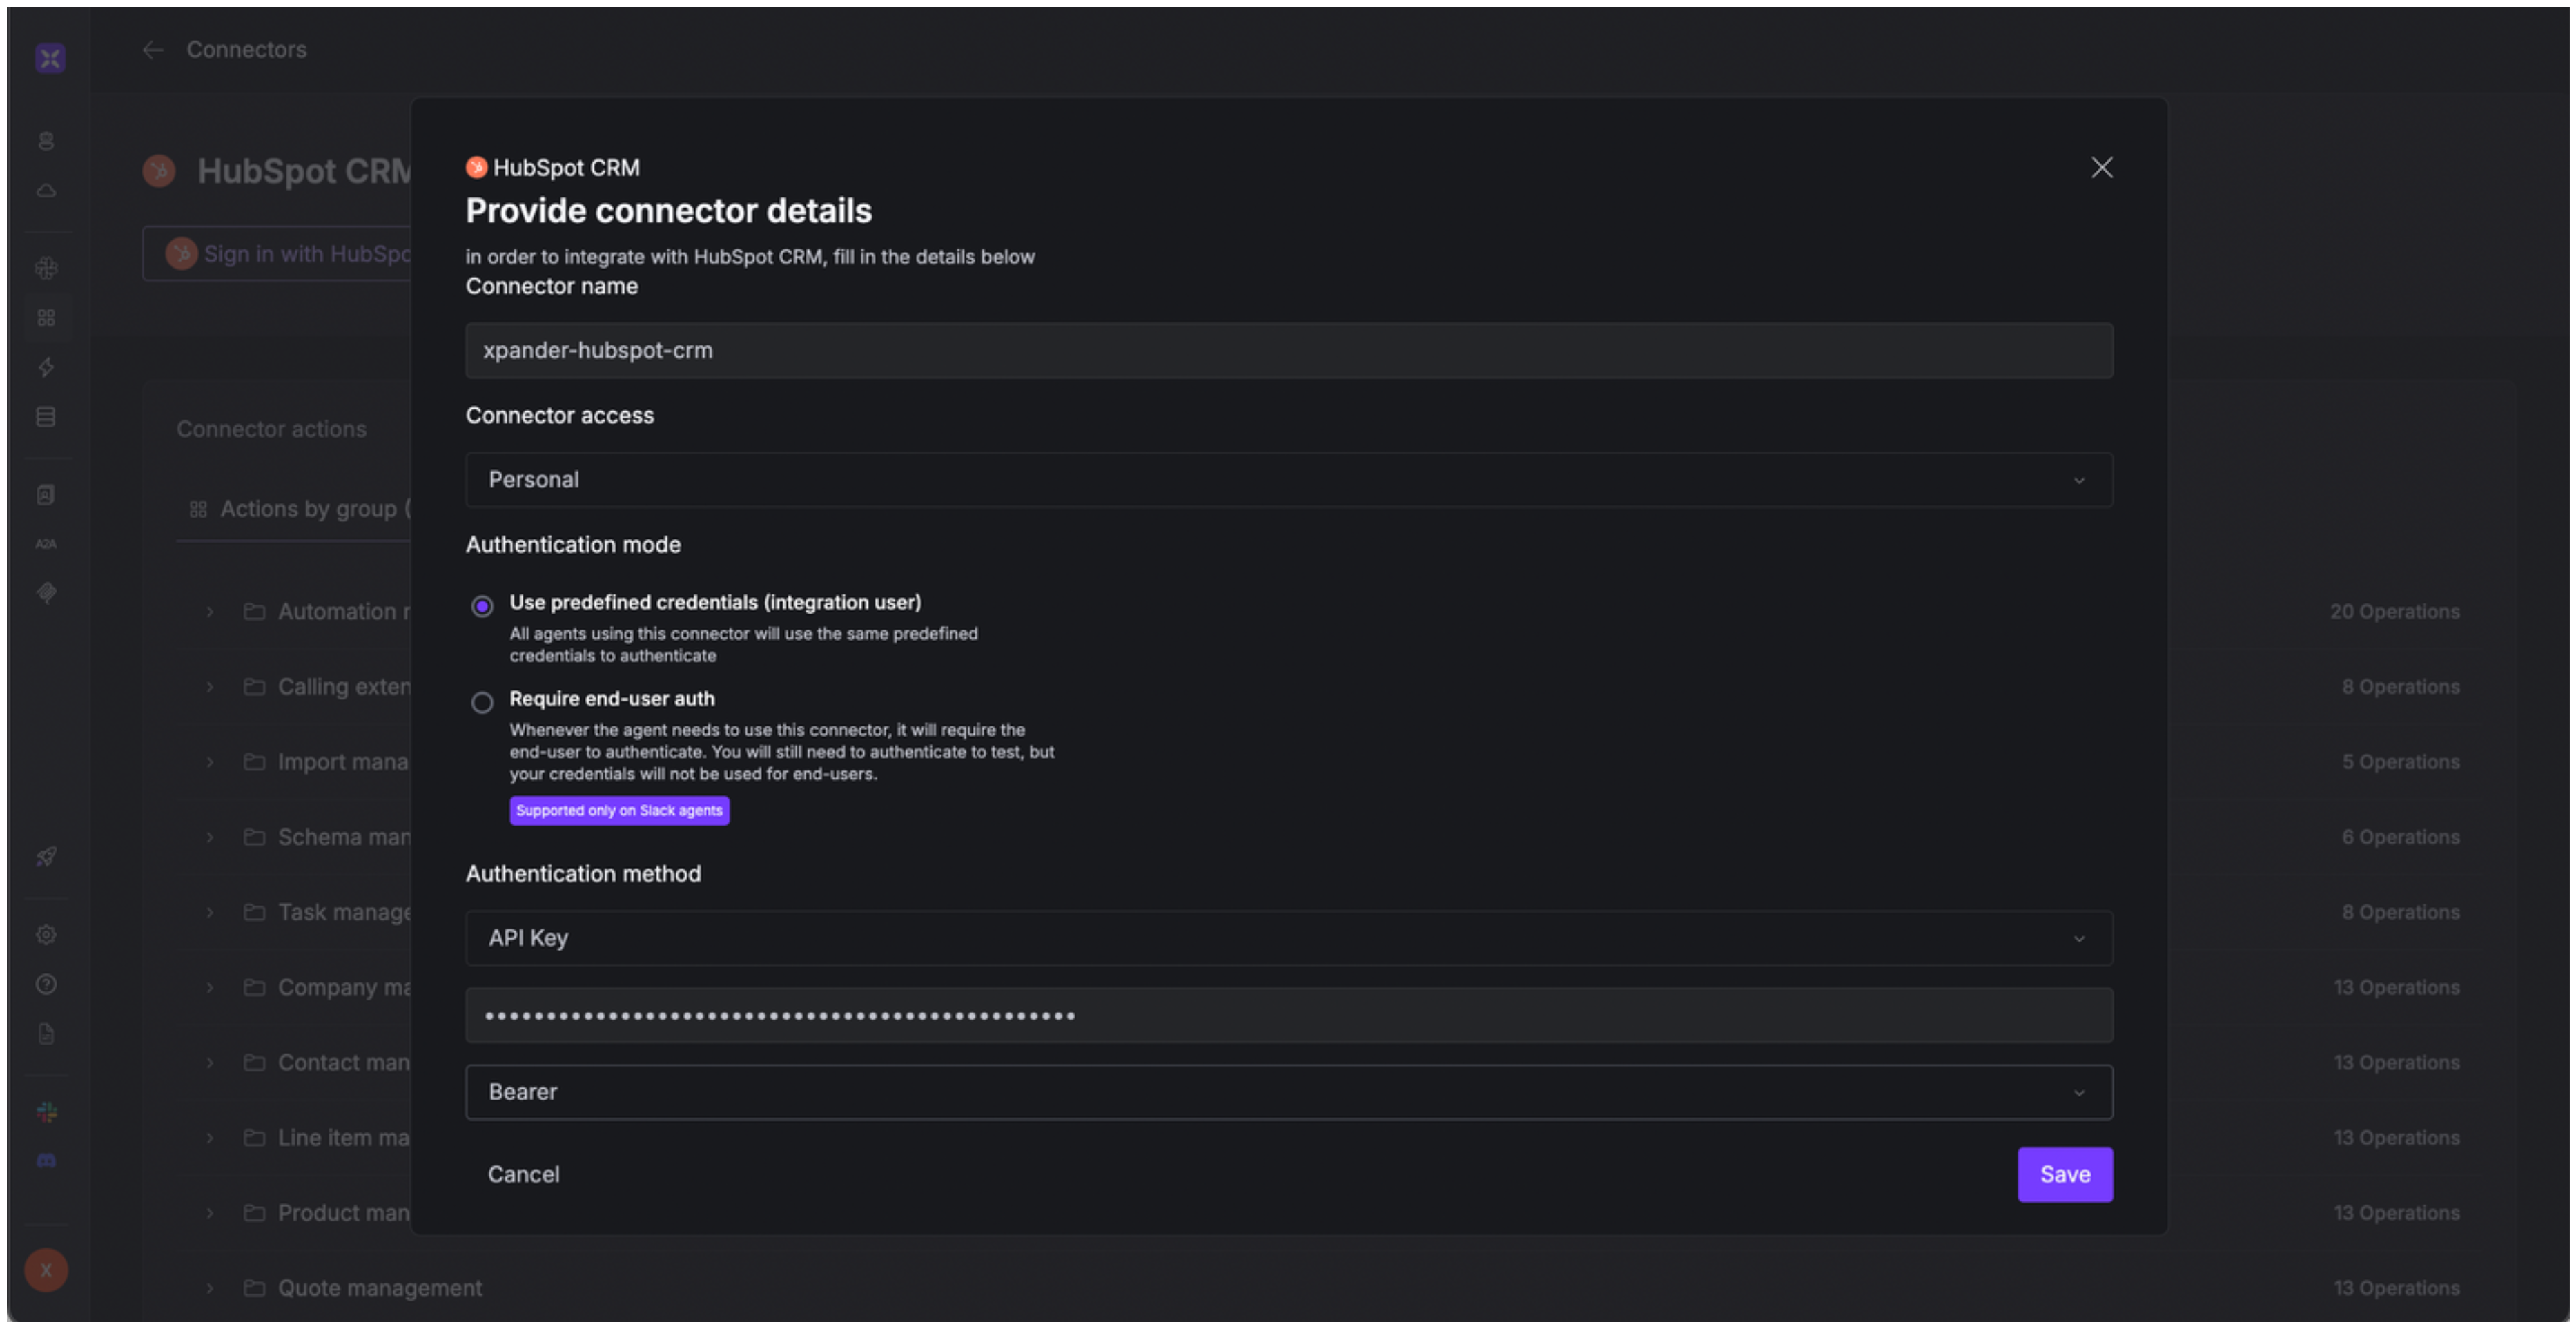 Connectors
HubSpot CRM
Sign in with HubSpo
Connector actions
Actions by group (
Automation
20 Operations
Calling exten
8 Operations
Import mana
5 Operations
Schema man
6 Operations
Task manage
8 Operations
Company ma
13 Operations
Contact man
13 Operations
Line item ma
13 Operations
Product man
13 Operations
Quote management
13 Operations
A2A
X
HubSpot CRM
Provide connector details
in order to integrate with HubSpot CRM, fill in the details below
Connector name
xpander-hubspot-crm
Connector access
Personal
Authentication mode
Use predefined credentials (integration user)
All agents using this connector will use the same predefined
credentials to authenticate
Require end-user auth
Whenever the agent needs to use this connector, it will require the
end-user to authenticate. You will still need to authenticate to test, but
your credentials will not be used for end-users.
Supported only on Slack agents
Authentication method
API Key
Bearer
Cancel
Save